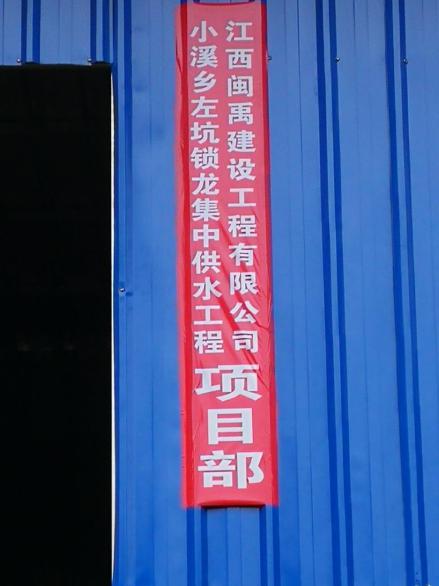 江西闽禹建设工程有限公司
小溪乡左坑锁龙集中供水工程
项目部